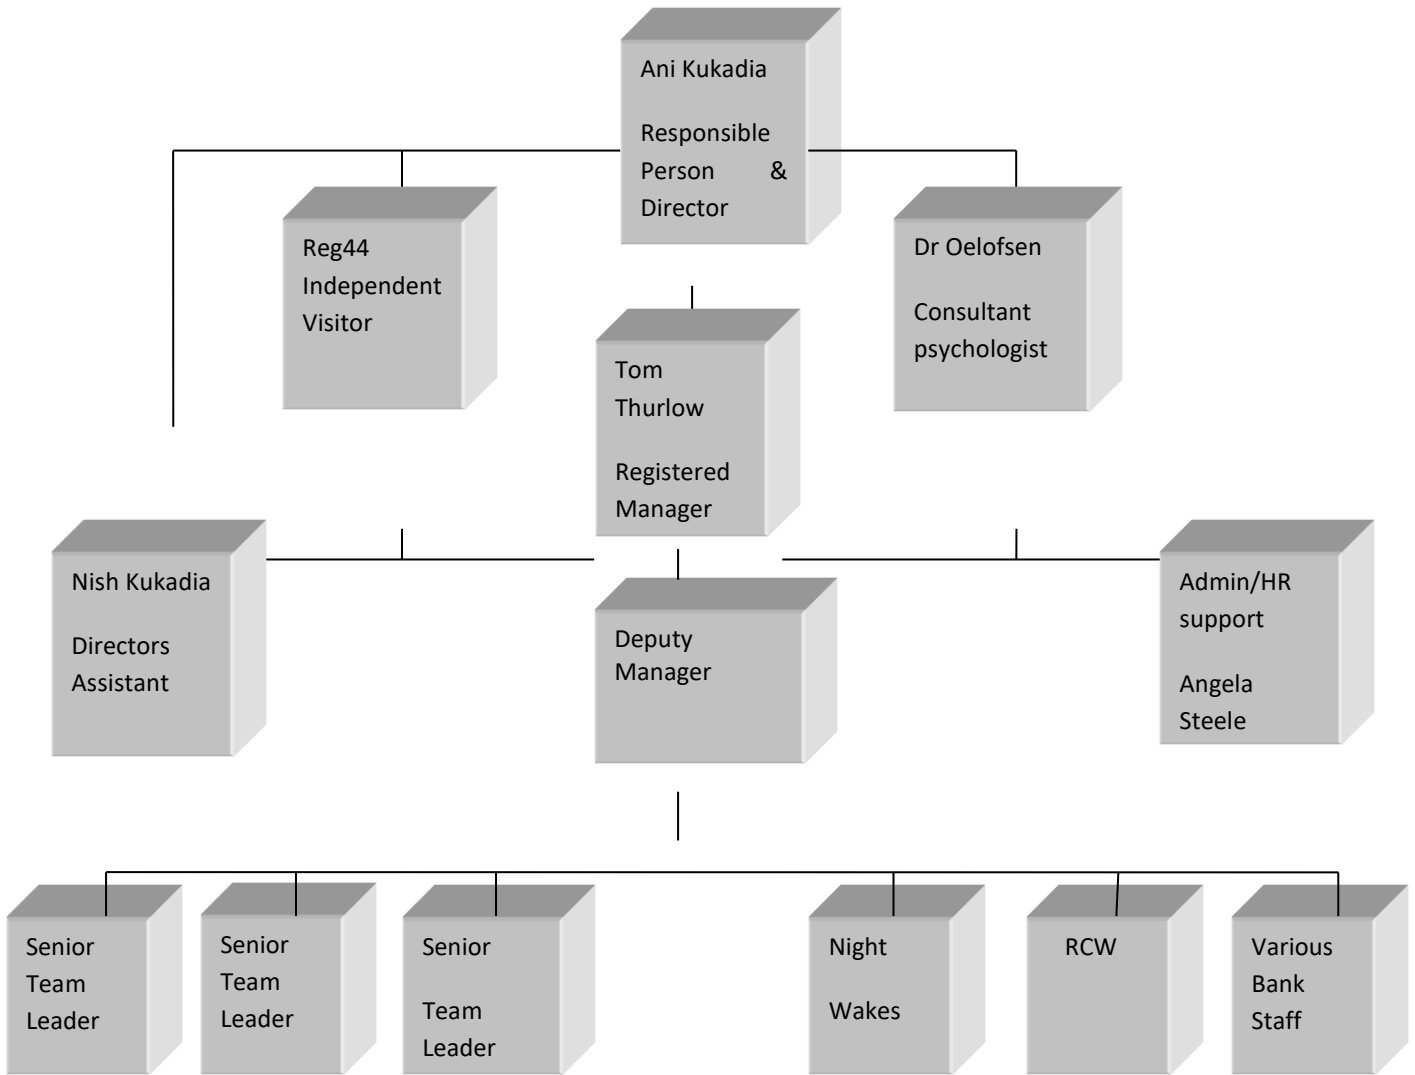 Ani Kukadia
Responsible
Person &
Director
Reg44
Independent
Visitor
Dr Oelofsen
Consultant
psychologist
Tom
Thurlow
Registered
Manager
Nish Kukadia
Directors
Assistant
Deputy
Manager
Admin/HR
support
Angela
Steele
Senior
Team
Leader
Senior
Team
Leader
Senior
Team
Leader
Night
Wakes
RCW
Various
Bank
Staff